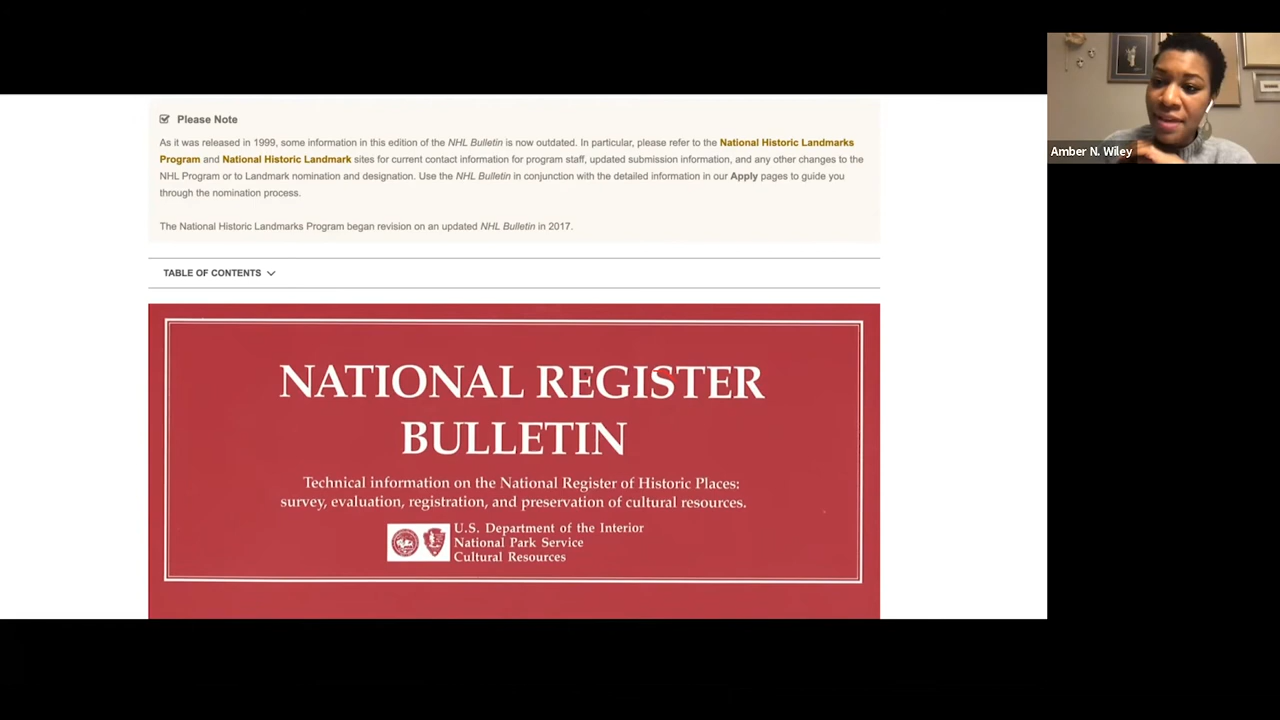 Please Note
As it was released in 1999, some information in this edition of the NHL Bulletin is now outdated. In particular, please refer to the National Historic Landmarks
Program and National Historic Landmark sites for current contact information for program staff, updated submission information, and any other changes to the
NHL Program or to Landmark nomination and designation. Use the NHL Bulletin in conjunction with the detailed information in our Apply pages to guide you
through the nomination process.
The National Historic Landmarks Program began revision on an updated NHL Bulletin in 2017.
TABLE OF CONTENTS
NATIONAL REGISTER
BULLETIN
Technical information on the National Register of Historic Places:
survey, evaluation, registration, and preservation of cultural resources.
U.S. Department of the Interior
National Park Service
Cultural Resources
Amber N. Wiley